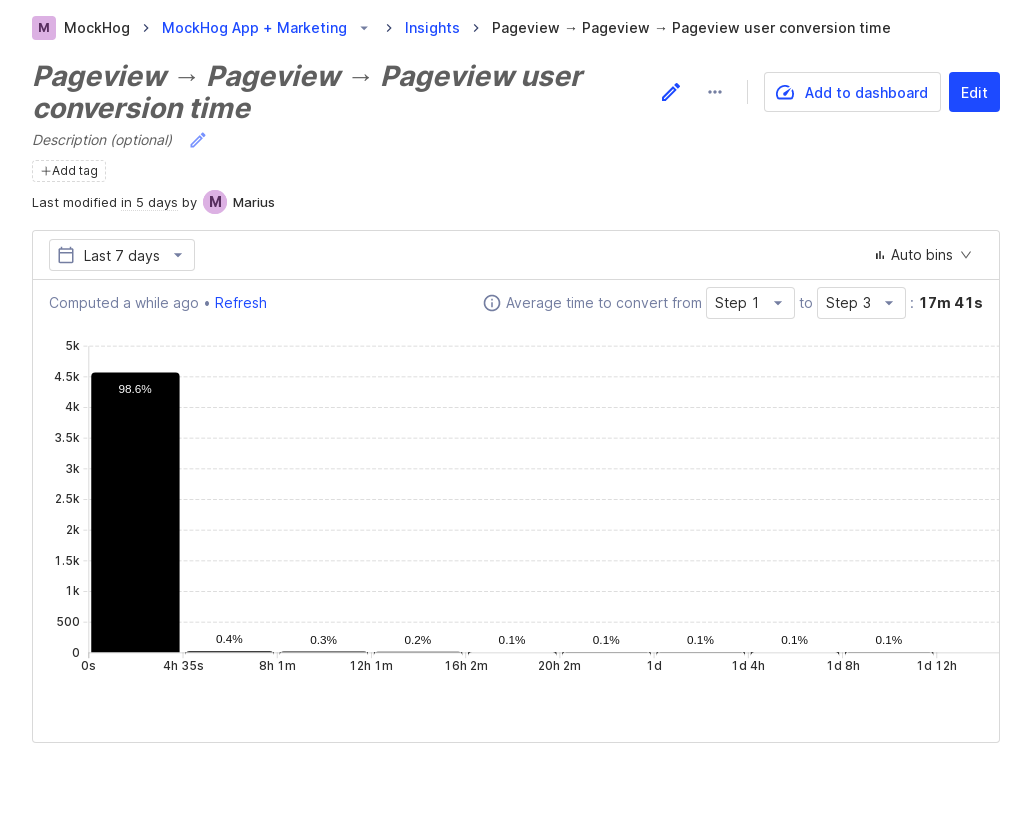 M MockHog > MockHog App + Marketing > Insights > Pageview → Pageview → Pageview user conversion time
Pageview → Pageview → Pageview user
conversion time
Add to dashboard
Edit
Description (optional)
+Add tag
Last modified in 5 days by M Marius
Last 7 days
Auto bins
Computed a while ago • Refresh
Average time to convert from Step 1 to Step 3 : 17m 41s
5k
4.5k
4k
3.5k
3k
2.5k
2k
1.5k
1k
500
0
98.6%
0.4%
0.3%
0.2%
0.1%
0.1%
0.1%
0.1%
0.1%
0s
4h 35s
8h 1m
12h 1m
16h 2m
20h 2m
1d
1d 4h
1d 8h
1d 12h